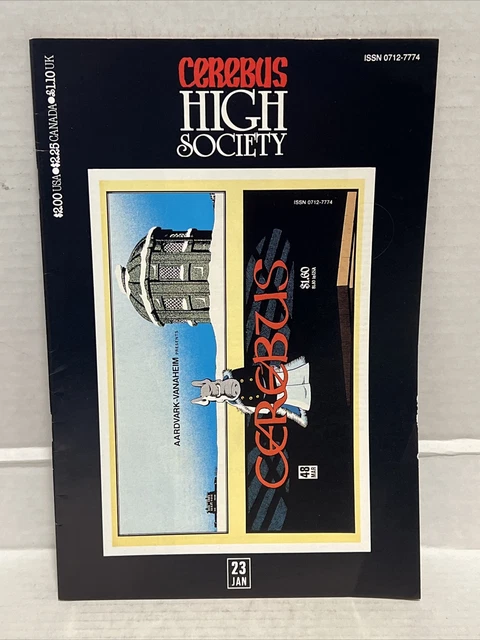 CEREBUS
HIGH
SOCIETY
ISSN 0712-7774
$2.00 USA●$2.25 CANADA●£1.10 UK
AARDVARK-VANAHEIM PRESENTS
ISSN 0712-7774
CEREBUS
$1.60
48
MAR
23
JAN